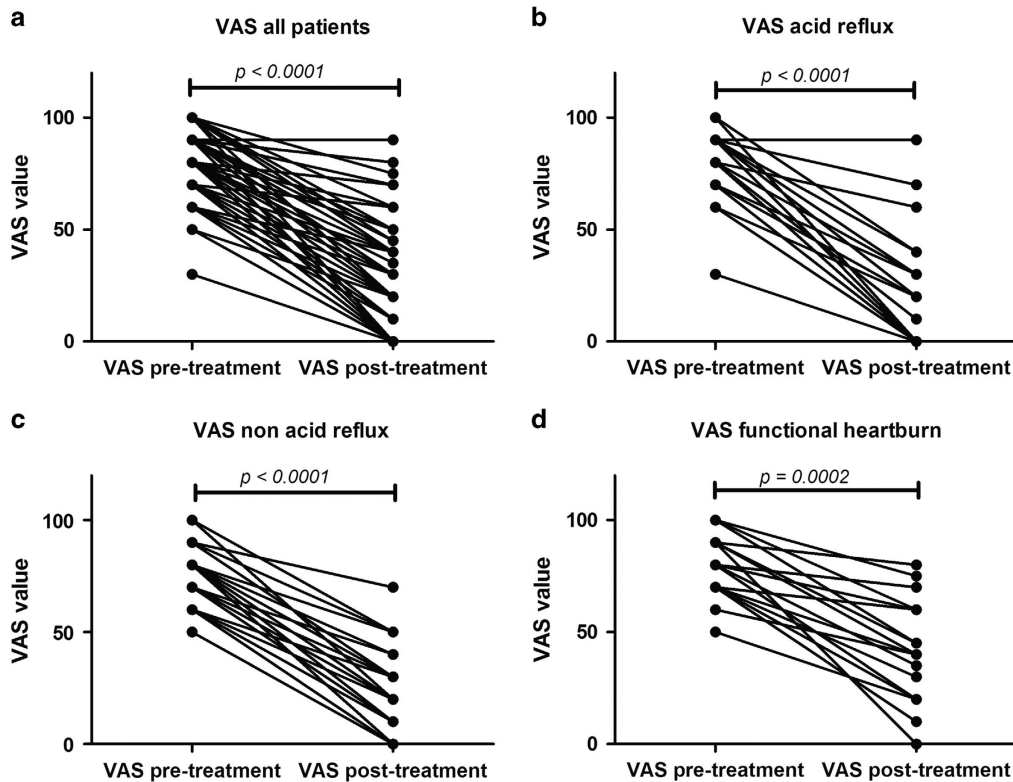 a
VAS all patients
p < 0.0001
100
50
0
VAS value
VAS pre-treatment VAS post-treatment
b
VAS acid reflux
p < 0.0001
100
50
0
VAS value
VAS pre-treatment VAS post-treatment
c
VAS non acid reflux
p < 0.0001
100
50
0
VAS value
VAS pre-treatment VAS post-treatment
d
VAS functional heartburn
p = 0.0002
100
50
0
VAS value
VAS pre-treatment VAS post-treatment